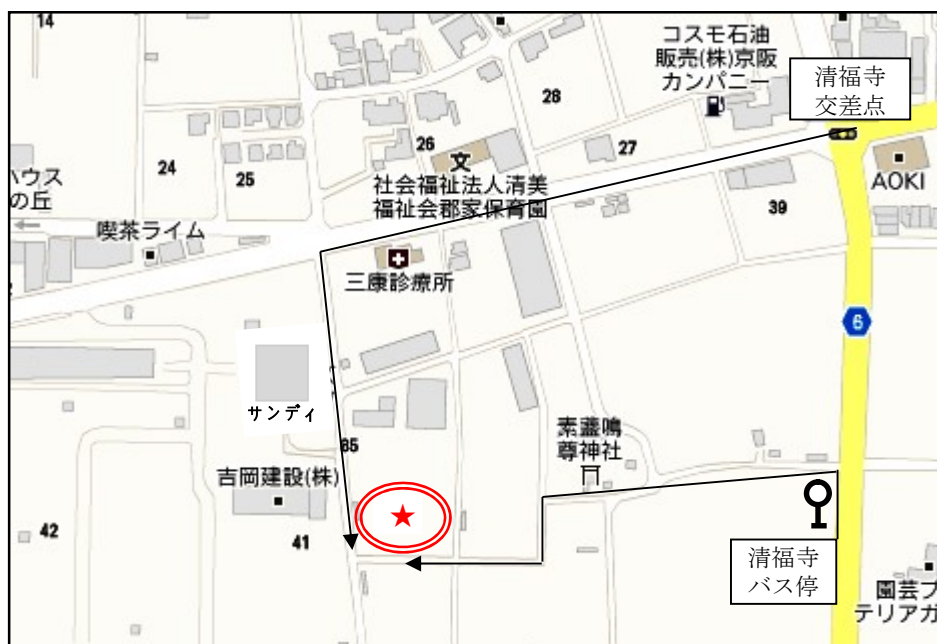 14
コスモ石油
販売(株)京阪
カンパニー
清福寺
交差点
28
26
27
24
25
文
社会福祉法人清美
福祉会郡家保育園
AOKI
39
ハウス
の丘
喫茶ライム
三康診療所
6
サンディ
65
素盞鳴
尊神社
吉岡建設(株)
42
41
清福寺
バス停
園芸プ
テリアガ